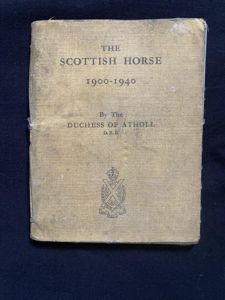 THE
SCOTTISH HORSE
1900-1940
By The
DUCHESS OF ATHOLL
D.B.E.